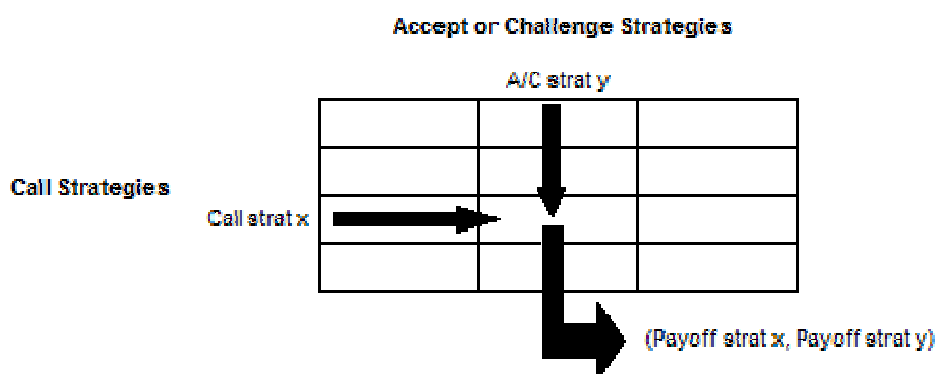 Accept or Challenge Strategies
A/C strat y
Call Strategies
Call strat x
(Payoff strat x, Payoff strat y)